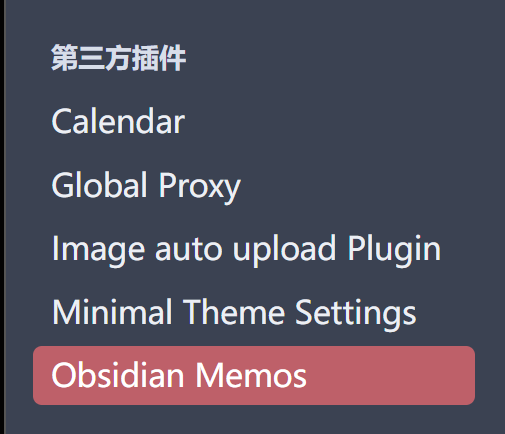 第三方插件
Calendar
Global Proxy
Image auto upload Plugin
Minimal Theme Settings
Obsidian Memos